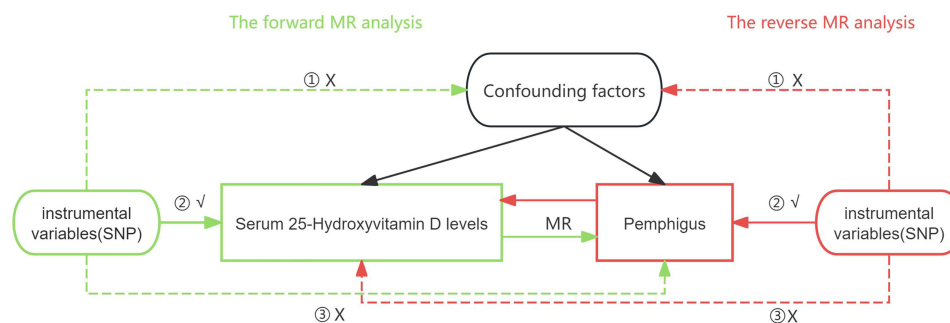 The forward MR analysis
The reverse MR analysis
① X
① X
Confounding factors
instrumental
variables(SNP)
② √
Serum 25-Hydroxyvitamin D levels
MR
Pemphigus
② √
instrumental
variables(SNP)
③ X
③X